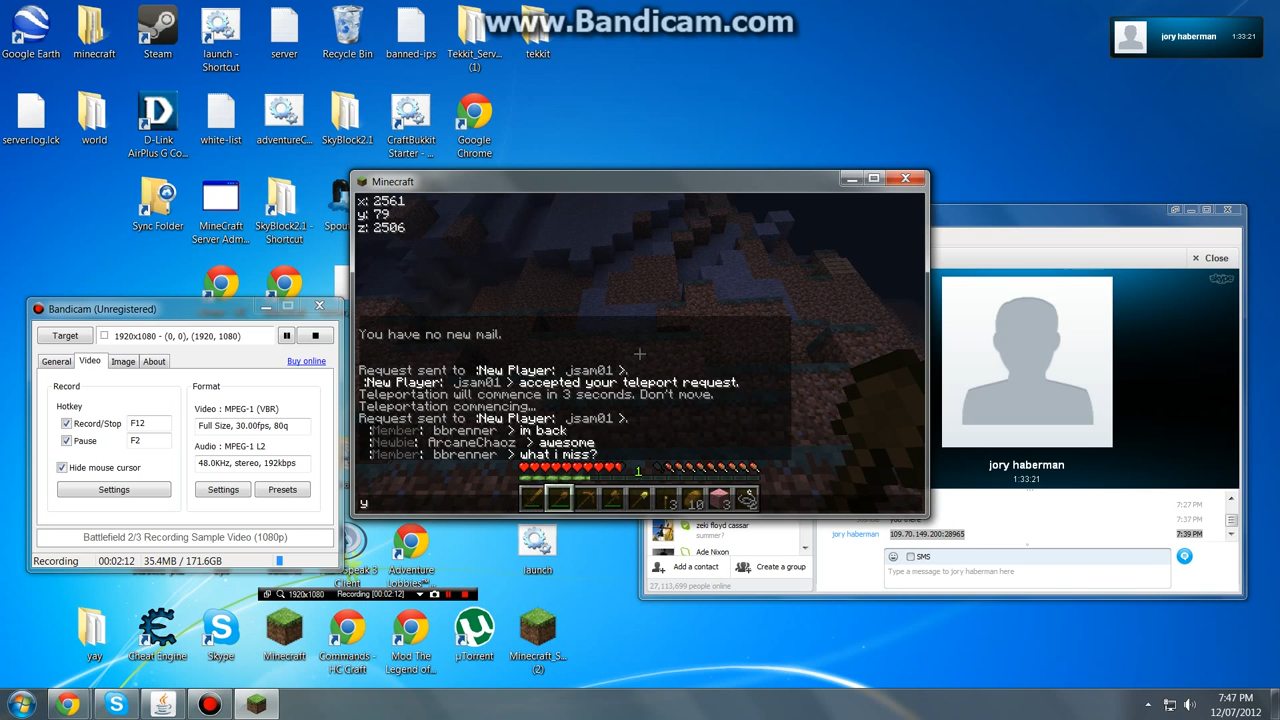 www.Bandicam.com
jory haberman 1:33:21
Google Earth
minecraft
Steam
launch -
Shortcut
server
Recycle Bin
banned-ips
Tekkit_Serv...
(1)
tekkit
server.log.lck
world
D-Link
AirPlus G Co...
white-list
adventureC...
SkyBlock2.1
CraftBukkit
Starter - ...
Google
Chrome
Sync Folder
MineCraft
Server Adm...
SkyBlock2.1 -
Shortcut
Minecraft
x: 2561
y: 79
z: 2506
You have no new mail.
Request sent to :New Player: jsam01 >.
:New Player: jsam01 > accepted your teleport request.
Teleportation will commence in 3 seconds. Don't move.
Teleportation commencing...
Request sent to :New Player: jsam01 >.
:Member: bbrenner > im back
:Newbie: ArcaneChaoz > awesome
:Member: bbrenner > what i miss?
1
3
10
3
2
y
Close
jory haberman
1:33:21
7:27 PM
you there
7:37 PM
jory haberman 109.70.149.200:28965 7:39 PM
SMS
Type a message to jory haberman here
zeki floyd cassar
summer?
Ade Nixon
Add a contact
Create a group
27,113,699 people online
Bandicam (Unregistered)
Target
1920x1080 - (0, 0), (1920, 1080)
General
Video
Image
About
Buy online
Record
Hotkey
Record/Stop F12
Pause F2
Hide mouse cursor
Settings
Format
Video : MPEG-1 (VBR)
Full Size, 30.00fps, 80q
Audio : MPEG-1 L2
48.0KHz, stereo, 192kbps
Settings
Presets
Battlefield 2/3 Recording Sample Video (1080p)
Recording 00:02:12 35.4MB / 171.6GB
Client
Adventure
Lobbies™...
launch
1920x1080 Recording [00:02:12]
yay
Cheat Engine
Skype
Minecraft
Commands -
HC Craft
Mod The
Legend of...
µTorrent
Minecraft_S...
(2)
7:47 PM
12/07/2012